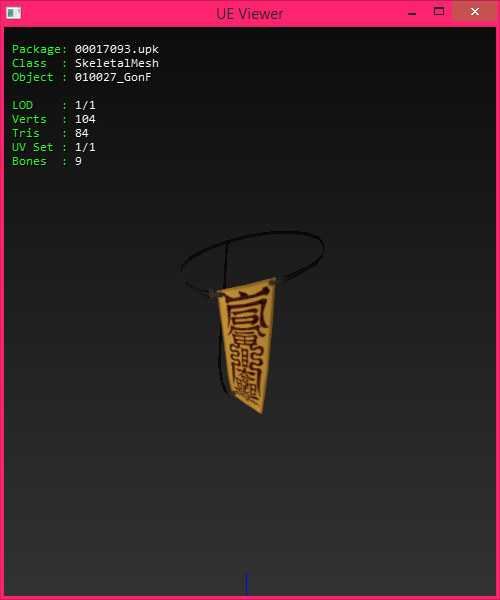 UE Viewer
Package: 00017093.upk
Class : SkeletalMesh
Object : 010027_GonF
LOD : 1/1
Verts : 104
Tris : 84
UV Set : 1/1
Bones : 9